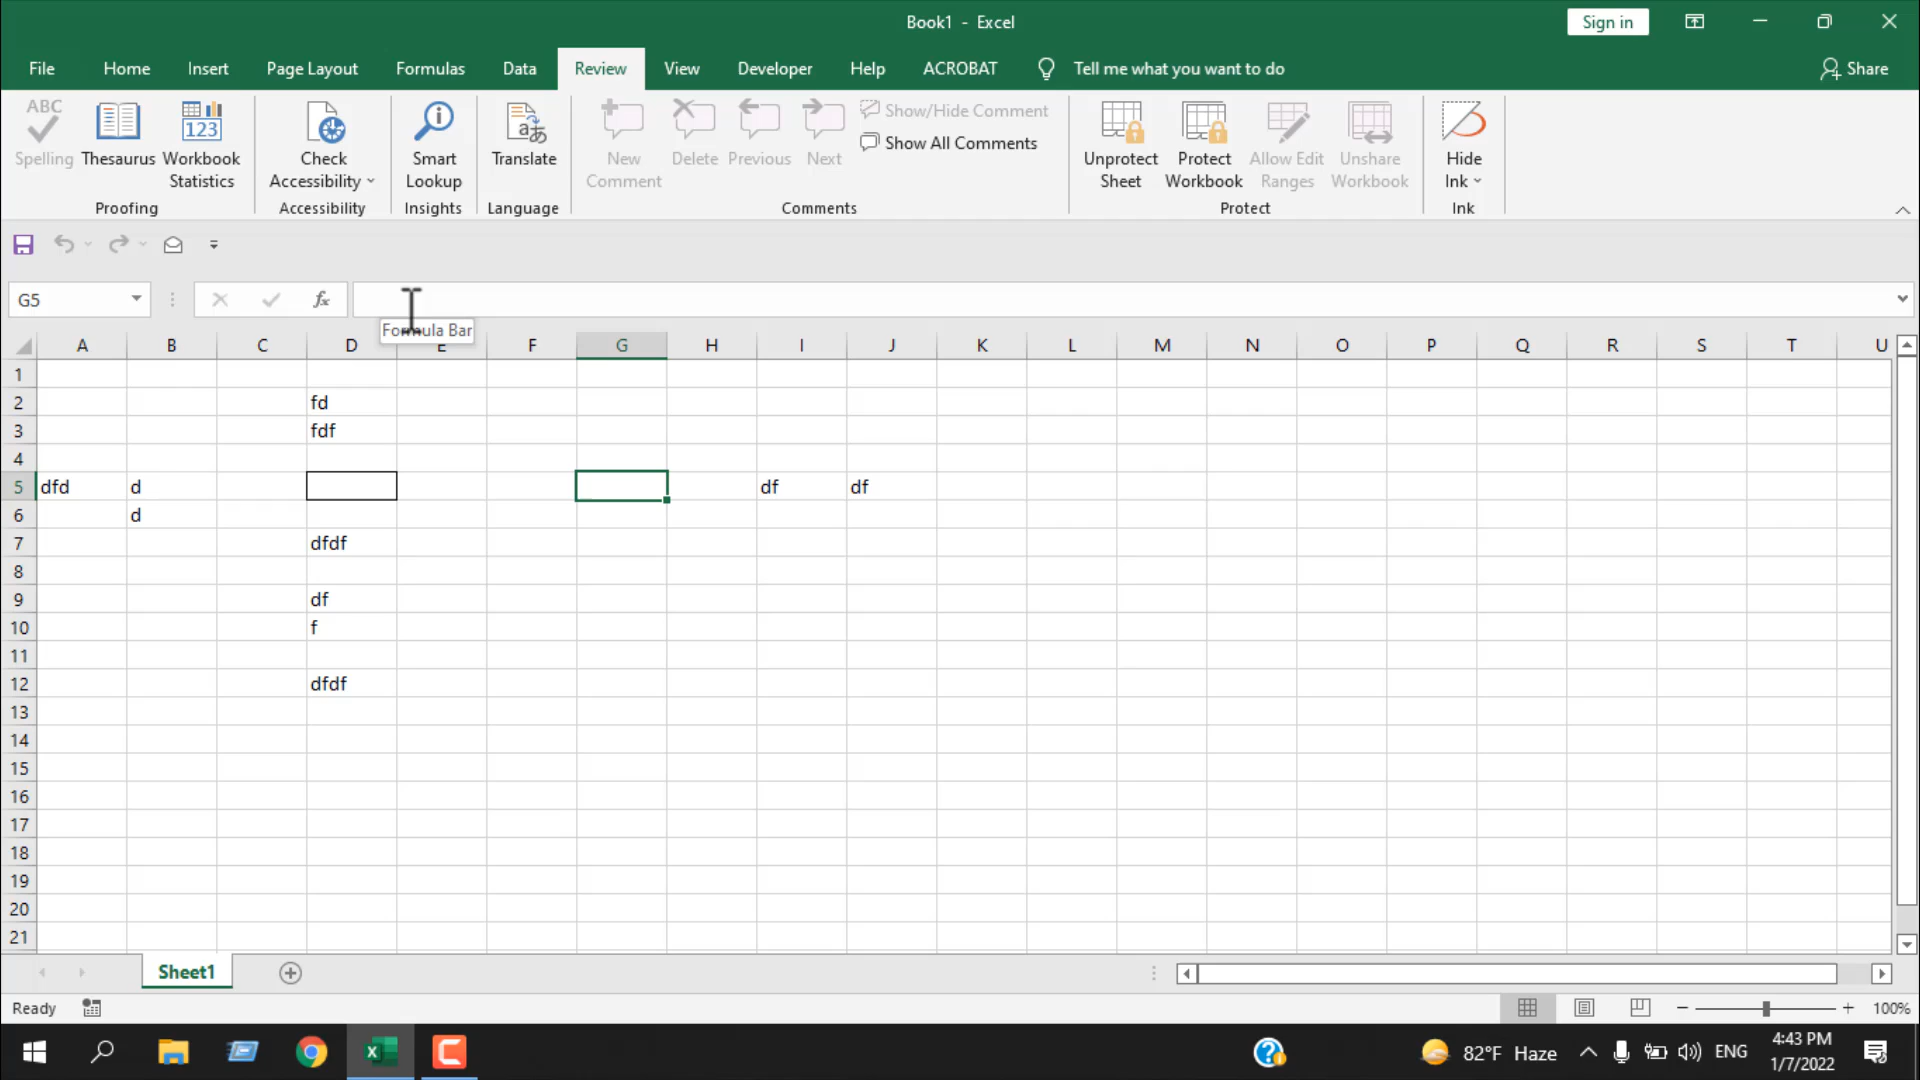 Book1 - Excel
Sign in
File Home Insert Page Layout Formulas Data Review View Developer Help ACROBAT Tell me what you want to do Share
ABC
Spelling Thesaurus Workbook Statistics
Proofing
Check Accessibility
Accessibility
Smart Lookup
Insights
Translate
Language
New Comment Delete Previous Next
Show/Hide Comment
Show All Comments
Comments
Unprotect Sheet Protect Workbook Allow Edit Ranges Unshare Workbook
Protect
Hide Ink
Ink
G5 fx
Formula Bar
A B C D E F G H I J K L M N O P Q R S T U
1
2 fd
3 fdf
4
5 dfd d df df
6 d
7 dfdf
8
9 df
10 f
11
12 dfdf
13
14
15
16
17
18
19
20
21
Sheet1
Ready 100%
82°F Haze ENG 4:43 PM
1/7/2022